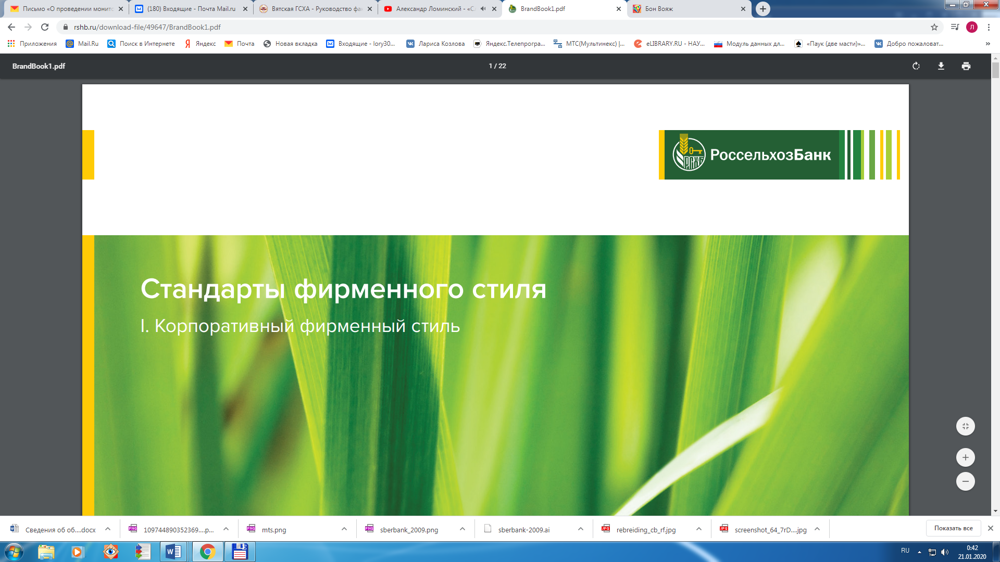 Письмо «О проведении монито
(180) Входящие - Почта Mail.ru
Вятская ГСХА - Руководство фак
Александр Ломинский - «Сл
BrandBook1.pdf
Бон Вояж
rshb.ru/download-file/49647/BrandBook1.pdf
Л
Приложения
Mail.Ru
Поиск в Интернете
Яндекс
Почта
Новая вкладка
Входящие - lory30...
Лариса Козлова
Яндекс.Телепрогра...
МТС(Мультинекс) |...
eLIBRARY.RU - НАУ...
Модуль данных дл...
«Паук (две масти)»...
Добро пожаловат...
»
BrandBook1.pdf
1 / 22
РСХБ
РоссельхозБанк
Стандарты фирменного стиля
I. Корпоративный фирменный стиль
Сведения об об....docx
109744890352369....p...
mts.png
sberbank_2009.png
sberbank-2009.ai
rebreiding_cb_rf.jpg
screenshot_64_7rD....jpg
Показать все
RU
0:42
21.01.2020